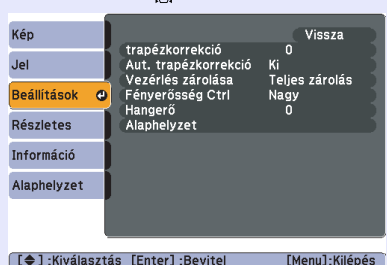 Kép
Jel
Beállítások
Részletes
Információ
Alaphelyzet
Vissza
trapézkorrekció 0
Aut. trapézkorrekció Ki
Vezérlés zárolása Teljes zárolás
Fényerősség Ctrl Nagy
Hangerő 0
Alaphelyzet
[◆] :Kiválasztás [Enter] :Bevitel [Menu]:Kilépés